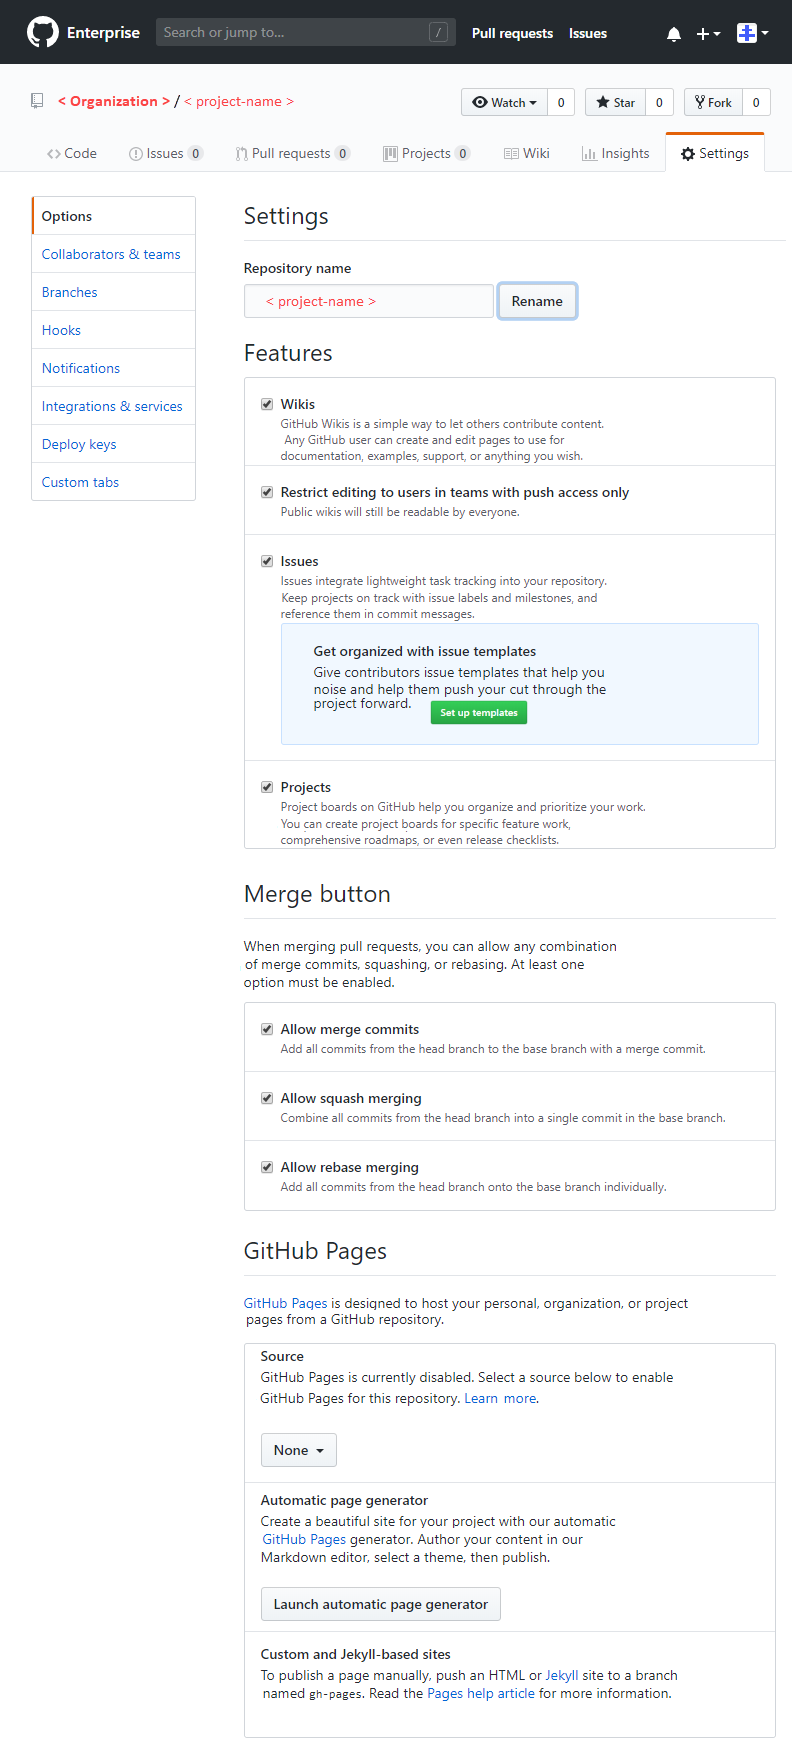 Enterprise
Search or jump to...
/
Pull requests
Issues
< Organization > / < project-name >
Watch
0
Star
0
Fork
0
Code
Issues 0
Pull requests 0
Projects 0
Wiki
Insights
Settings
Options
Collaborators & teams
Branches
Hooks
Notifications
Integrations & services
Deploy keys
Custom tabs
Settings
Repository name
< project-name >
Rename
Features
Wikis
GitHub Wikis is a simple way to let others contribute content.
Any GitHub user can create and edit pages to use for
documentation, examples, support, or anything you wish.
Restrict editing to users in teams with push access only
Public wikis will still be readable by everyone.
Issues
Issues integrate lightweight task tracking into your repository.
Keep projects on track with issue labels and milestones, and
reference them in commit messages.
Get organized with issue templates
Give contributors issue templates that help you
noise and help them push your cut through the
project forward.
Set up templates
Projects
Project boards on GitHub help you organize and prioritize your work.
You can create project boards for specific feature work,
comprehensive roadmaps, or even release checklists.
Merge button
When merging pull requests, you can allow any combination
of merge commits, squashing, or rebasing. At least one
option must be enabled.
Allow merge commits
Add all commits from the head branch to the base branch with a merge commit.
Allow squash merging
Combine all commits from the head branch into a single commit in the base branch.
Allow rebase merging
Add all commits from the head branch onto the base branch individually.
GitHub Pages
GitHub Pages is designed to host your personal, organization, or project
pages from a GitHub repository.
Source
GitHub Pages is currently disabled. Select a source below to enable
GitHub Pages for this repository. Learn more.
None
Automatic page generator
Create a beautiful site for your project with our automatic
GitHub Pages generator. Author your content in our
Markdown editor, select a theme, then publish.
Launch automatic page generator
Custom and Jekyll-based sites
To publish a page manually, push an HTML or Jekyll site to a branch
named gh-pages. Read the Pages help article for more information.